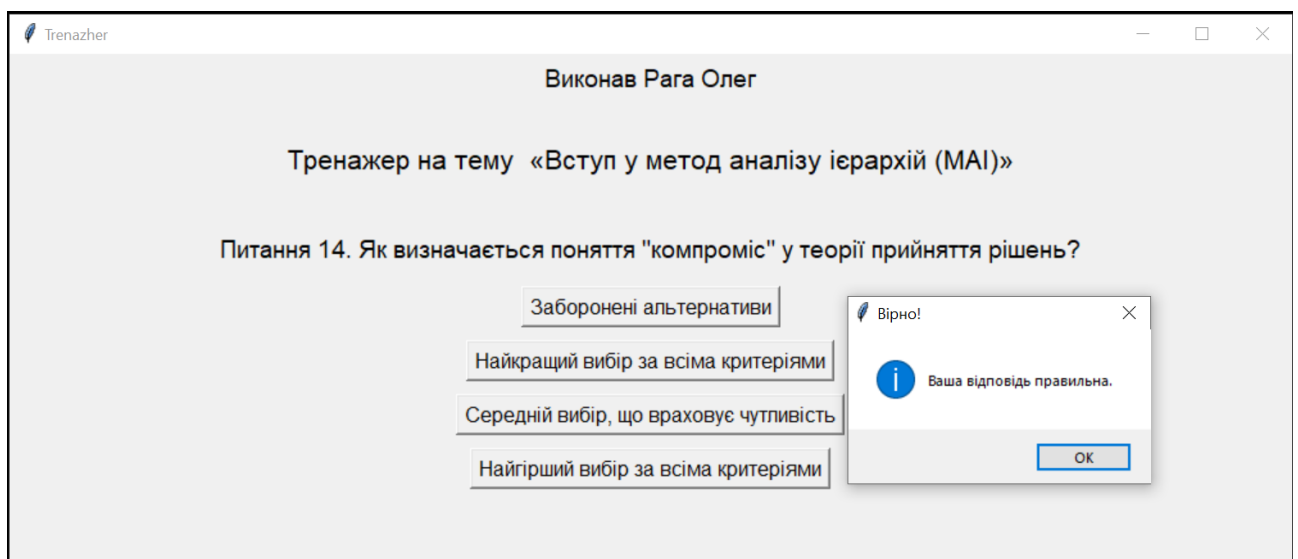 Trenazher
Виконав Рага Олег
Тренажер на тему «Вступ у метод аналізу ієрархій (МАІ)»
Питання 14. Як визначається поняття "компроміс" у теорії прийняття рішень?
Заборонені альтернативи
Найкращий вибір за всіма критеріями
Середній вибір, що враховує чутливість
Найгірший вибір за всіма критеріями
Вірно!
Ваша відповідь правильна.
OK